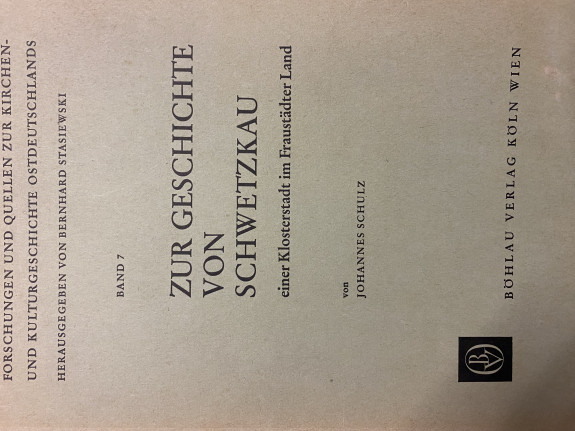 FORSCHUNGEN UND QUELLEN ZUR KIRCHEN-
UND KULTURGESCHICHTE OSTDEUTSCHLANDS
HERAUSGEGEBEN VON BERNHARD STASIEWSKI
BAND 7
ZUR GESCHICHTE
VON
SCHWETZKAU
einer Klosterstadt im Fraustädter Land
von
JOHANNES SCHULZ
BV
BÖHLAU VERLAG KÖLN WIEN